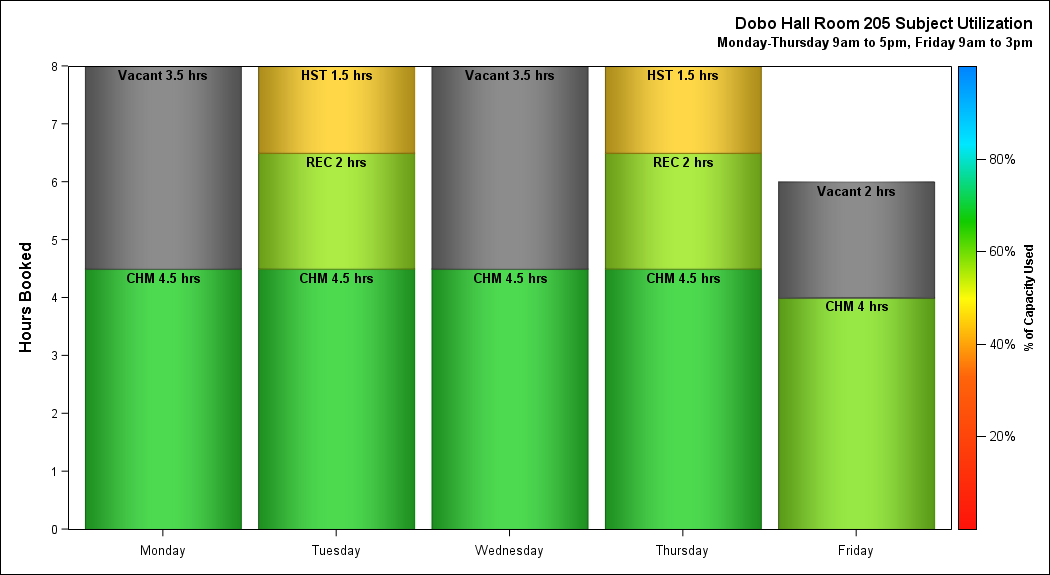 Dobo Hall Room 205 Subject Utilization
Monday-Thursday 9am to 5pm, Friday 9am to 3pm
Hours Booked
8
7
6
5
4
3
2
1
0
Vacant 3.5 hrs
CHM 4.5 hrs
HST 1.5 hrs
REC 2 hrs
CHM 4.5 hrs
Vacant 3.5 hrs
CHM 4.5 hrs
HST 1.5 hrs
REC 2 hrs
CHM 4.5 hrs
Vacant 2 hrs
CHM 4 hrs
Monday
Tuesday
Wednesday
Thursday
Friday
80%
60%
40%
20%
% of Capacity Used